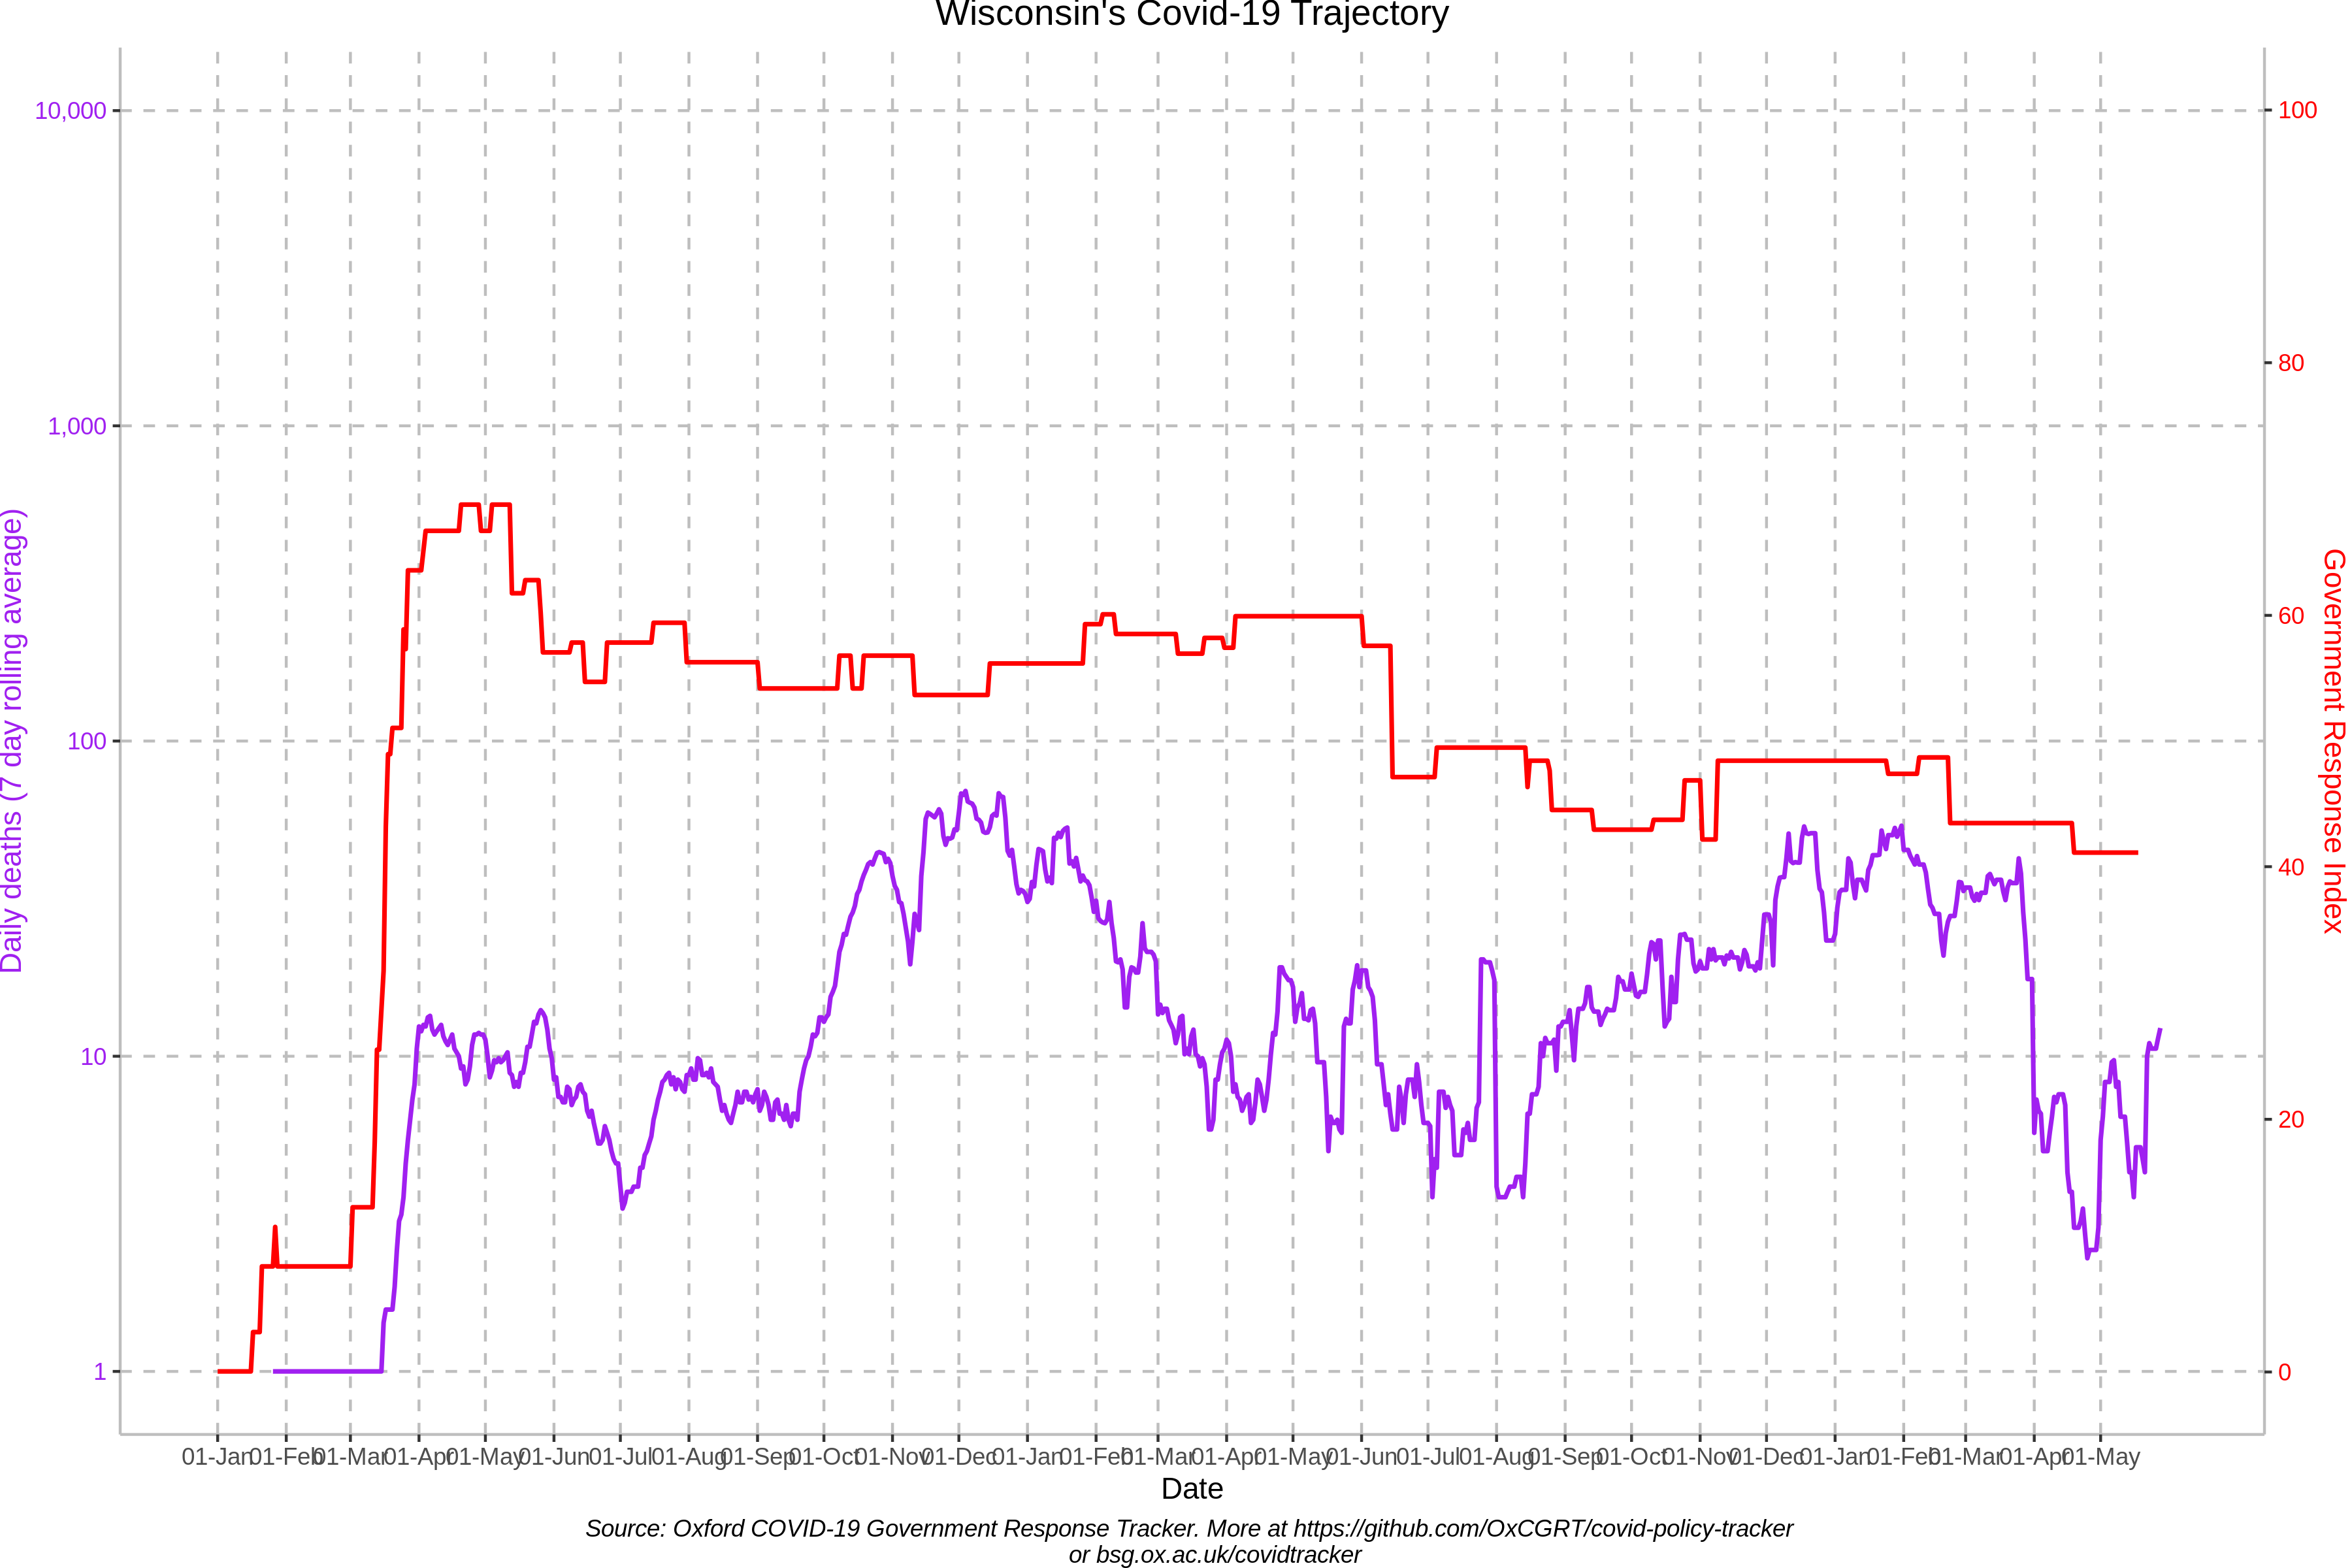 Wisconsin's Covid-19 Trajectory
10,000
1,000
100
10
1
Daily deaths (7 day rolling average)
100
80
60
40
20
0
Government Response Index
01-Jan 01-Feb 01-Mar 01-Apr 01-May 01-Jun 01-Jul 01-Aug 01-Sep 01-Oct 01-Nov 01-Dec 01-Jan 01-Feb 01-Mar 01-Apr 01-May 01-Jun 01-Jul 01-Aug 01-Sep 01-Oct 01-Nov 01-Dec 01-Jan 01-Feb 01-Mar 01-Apr 01-May
Date
Source: Oxford COVID-19 Government Response Tracker. More at https://github.com/OxCGRT/covid-policy-tracker
or bsg.ox.ac.uk/covidtracker